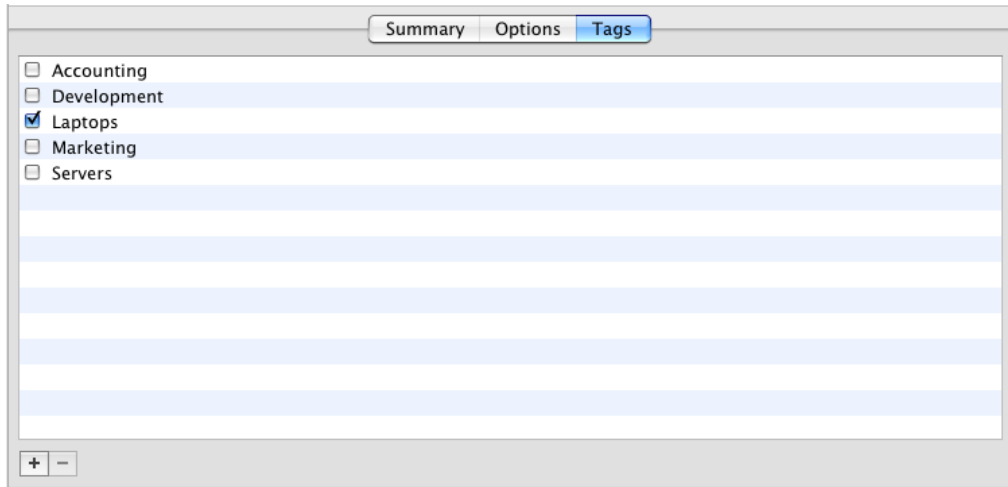 Summary Options Tags
Accounting
Development
Laptops
Marketing
Servers
+ −